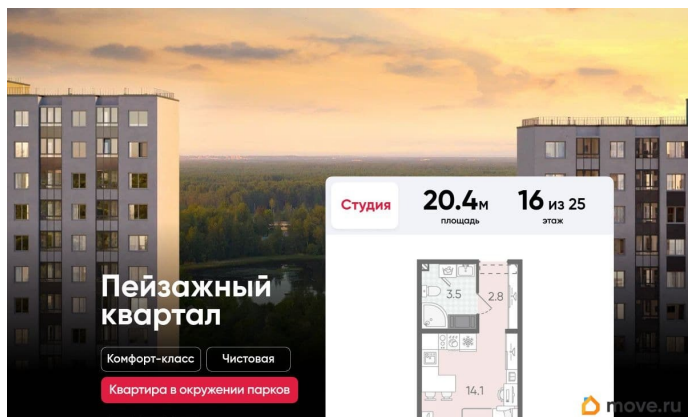 Студия
20.4м
площадь
16 из 25
этаж
Пейзажный
квартал
Комфорт-класс
Чистовая
Квартира в окружении парков
3.5
2.8
14.1
move.ru